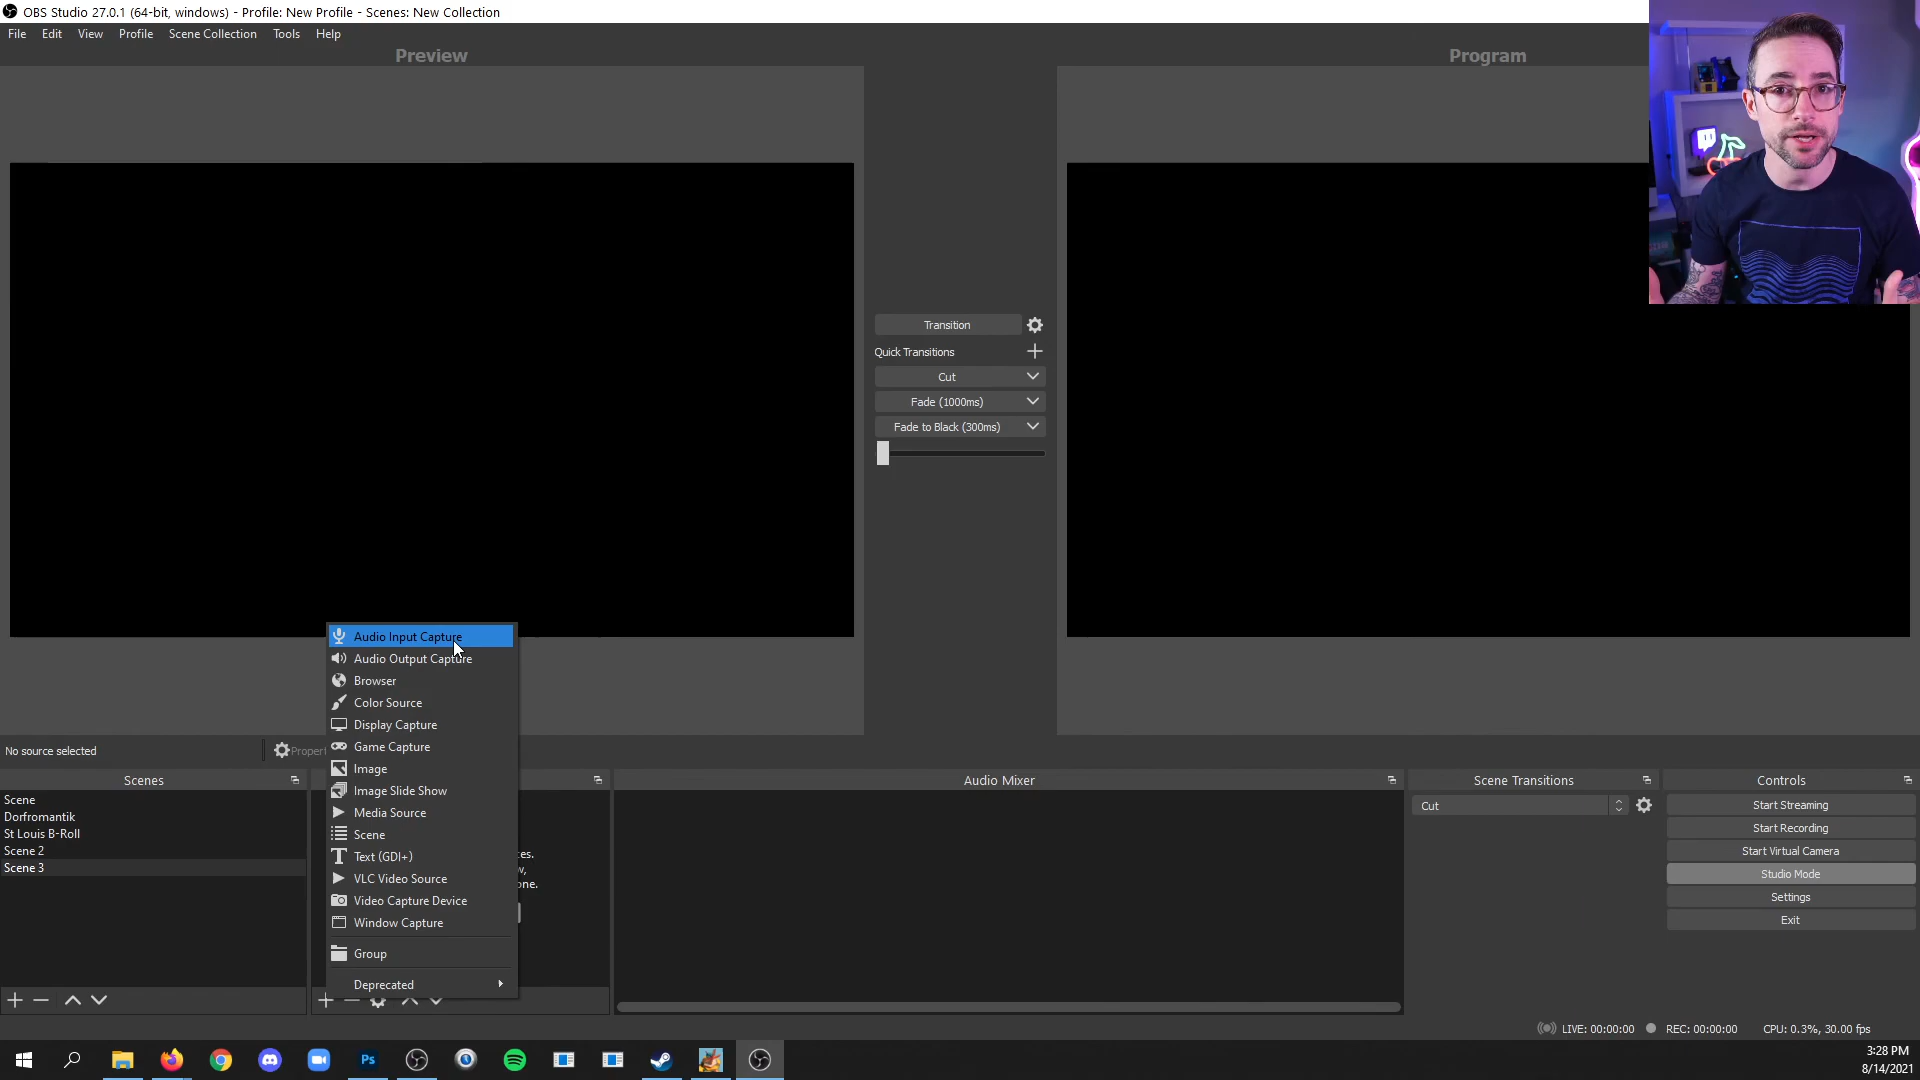 OBS Studio 27.0.1 (64-bit, windows) - Profile: New Profile - Scenes: New Collection
File Edit View Profile Scene Collection Tools Help
Preview
Program
Transition
Quick Transitions
Cut
Fade (1000ms)
Fade to Black (300ms)
Audio Input Capture
Audio Output Capture
Browser
Color Source
Display Capture
Game Capture
Image
Image Slide Show
Media Source
Scene
Text (GDI+)
VLC Video Source
Video Capture Device
Window Capture
Group
Deprecated
No source selected
Propert
Scenes
Scene
Dorfromantik
St Louis B-Roll
Scene 2
Scene 3
ces.
w,
one.
Audio Mixer
Scene Transitions
Cut
Controls
Start Streaming
Start Recording
Start Virtual Camera
Studio Mode
Settings
Exit
LIVE: 00:00:00 REC: 00:00:00 CPU: 0.3%, 30.00 fps
Ps
3:28 PM
8/14/2021